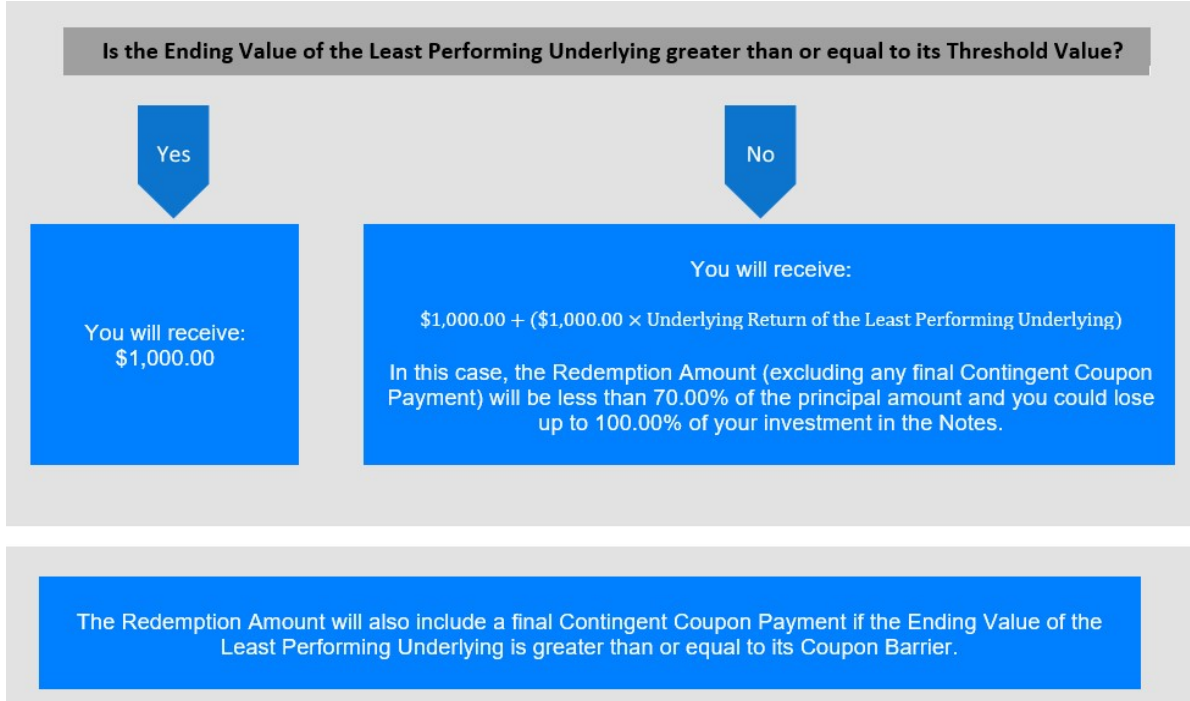 Is the Ending Value of the Least Performing Underlying greater than or equal to its Threshold Value?
Yes
No
You will receive:
$1,000.00
You will receive:
$1,000.00 + ($1,000.00 × Underlying Return of the Least Performing Underlying)
In this case, the Redemption Amount (excluding any final Contingent Coupon
Payment) will be less than 70.00% of the principal amount and you could lose
up to 100.00% of your investment in the Notes.
The Redemption Amount will also include a final Contingent Coupon Payment if the Ending Value of the
Least Performing Underlying is greater than or equal to its Coupon Barrier.